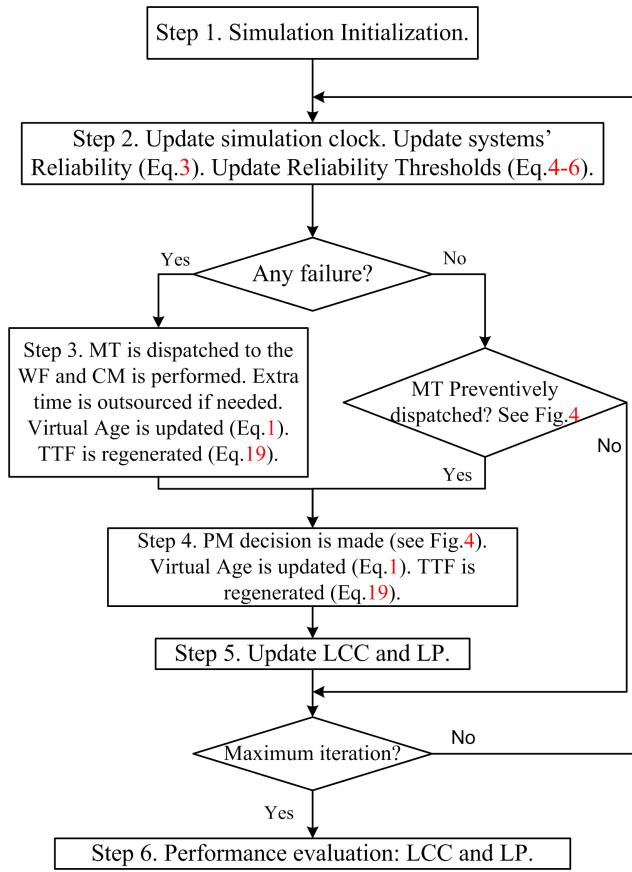 Step 1. Simulation Initialization.
Step 2. Update simulation clock. Update systems'
Reliability (Eq.3). Update Reliability Thresholds (Eq.4-6).
Yes
Any failure?
No
Step 3. MT is dispatched to the
WF and CM is performed. Extra
time is outsourced if needed.
Virtual Age is updated (Eq.1).
TTF is regenerated (Eq.19).
MT Preventively
dispatched? See Fig.4
No
Yes
Step 4. PM decision is made (see Fig.4).
Virtual Age is updated (Eq.1). TTF is
regenerated (Eq.19).
Step 5. Update LCC and LP.
Maximum iteration?
No
Yes
Step 6. Performance evaluation: LCC and LP.